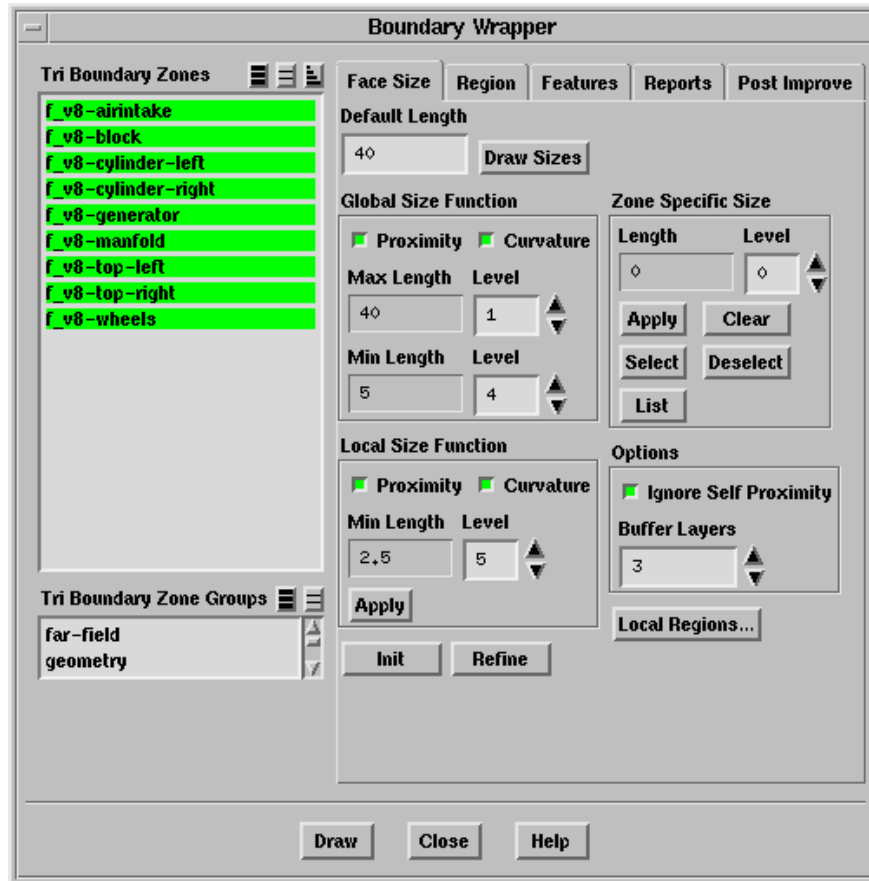 Boundary Wrapper
Tri Boundary Zones
f_v8-airintake
f_v8-block
f_v8-cylinder-left
f_v8-cylinder-right
f_v8-generator
f_v8-manfold
f_v8-top-left
f_v8-top-right
f_v8-wheels
Tri Boundary Zone Groups
far-field
geometry
Face Size Region Features Reports Post Improve
Default Length
40 Draw Sizes
Global Size Function
Proximity Curvature
Max Length Level
40 1
Min Length Level
5 4
Zone Specific Size
Length Level
0 0
Apply Clear
Select Deselect
List
Local Size Function
Proximity Curvature
Min Length Level
2.5 5
Apply
Options
Ignore Self Proximity
Buffer Layers
3
Local Regions...
Init Refine
Draw Close Help